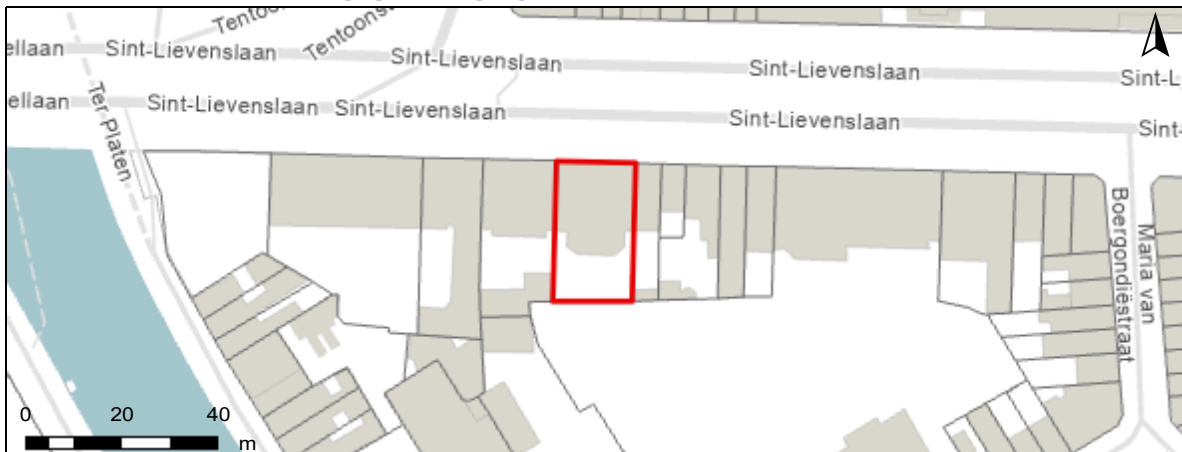 Tentoons
Tentoonst
ellaan Sint-Lievenslaan Sint-Lievenslaan Sint-Lievenslaan Sint-L
ellaan Sint-Lievenslaan Sint-Lievenslaan Sint-Lievenslaan Sint-
Ter Platen
Maria van
Boergondiëstraat
0 20 40
m